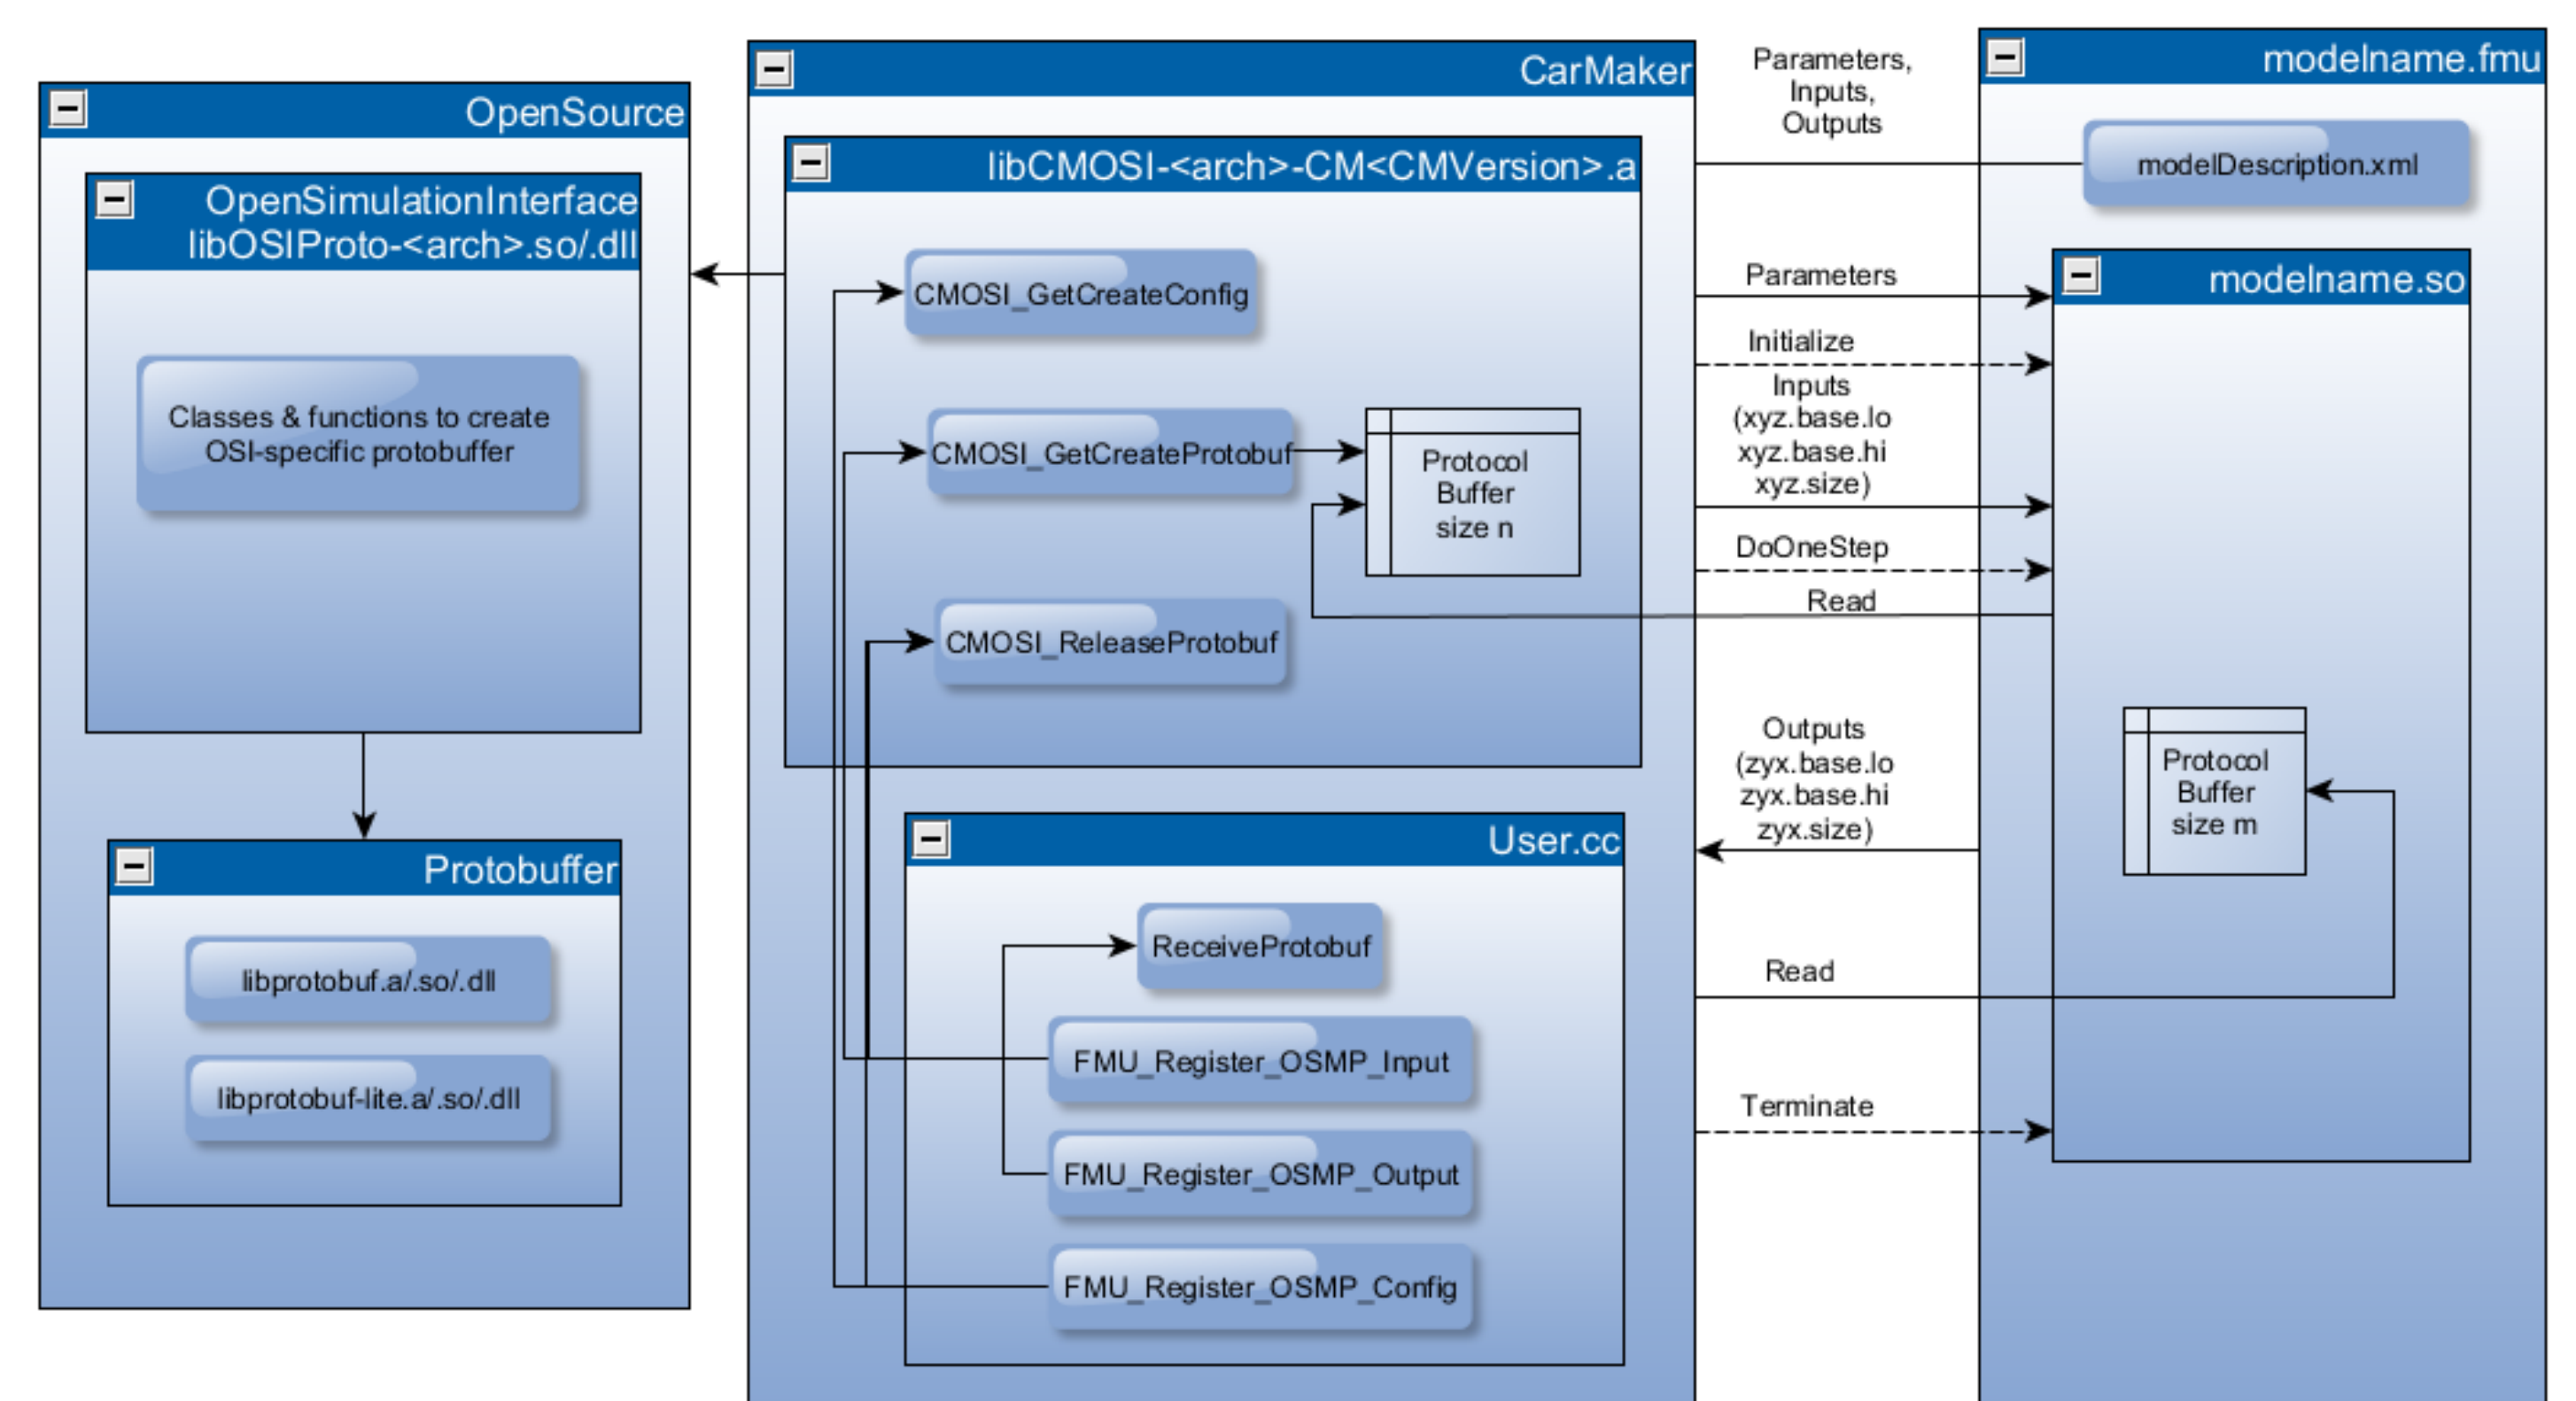 OpenSource
OpenSimulationInterface
libOSIProto-<arch>.so/.dll
Classes & functions to create
OSI-specific protobuffer
Protobuffer
libprotobuf.a/.so/.dll
libprotobuf-lite.a/.so/.dll
CarMaker
libCMOSI-<arch>-CM<CMVersion>.a
CMOSI_GetCreateConfig
CMOSI_GetCreateProtobuf
Protocol
Buffer
size n
CMOSI_ReleaseProtobuf
User.cc
ReceiveProtobuf
FMU_Register_OSMP_Input
FMU_Register_OSMP_Output
FMU_Register_OSMP_Config
Parameters,
Inputs,
Outputs
Parameters
Initialize
Inputs
(xyz.base.lo
xyz.base.hi
xyz.size)
DoOneStep
Read
Outputs
(zyx.base.lo
zyx.base.hi
zyx.size)
Read
Terminate
modelname.fmu
modelDescription.xml
modelname.so
Protocol
Buffer
size m